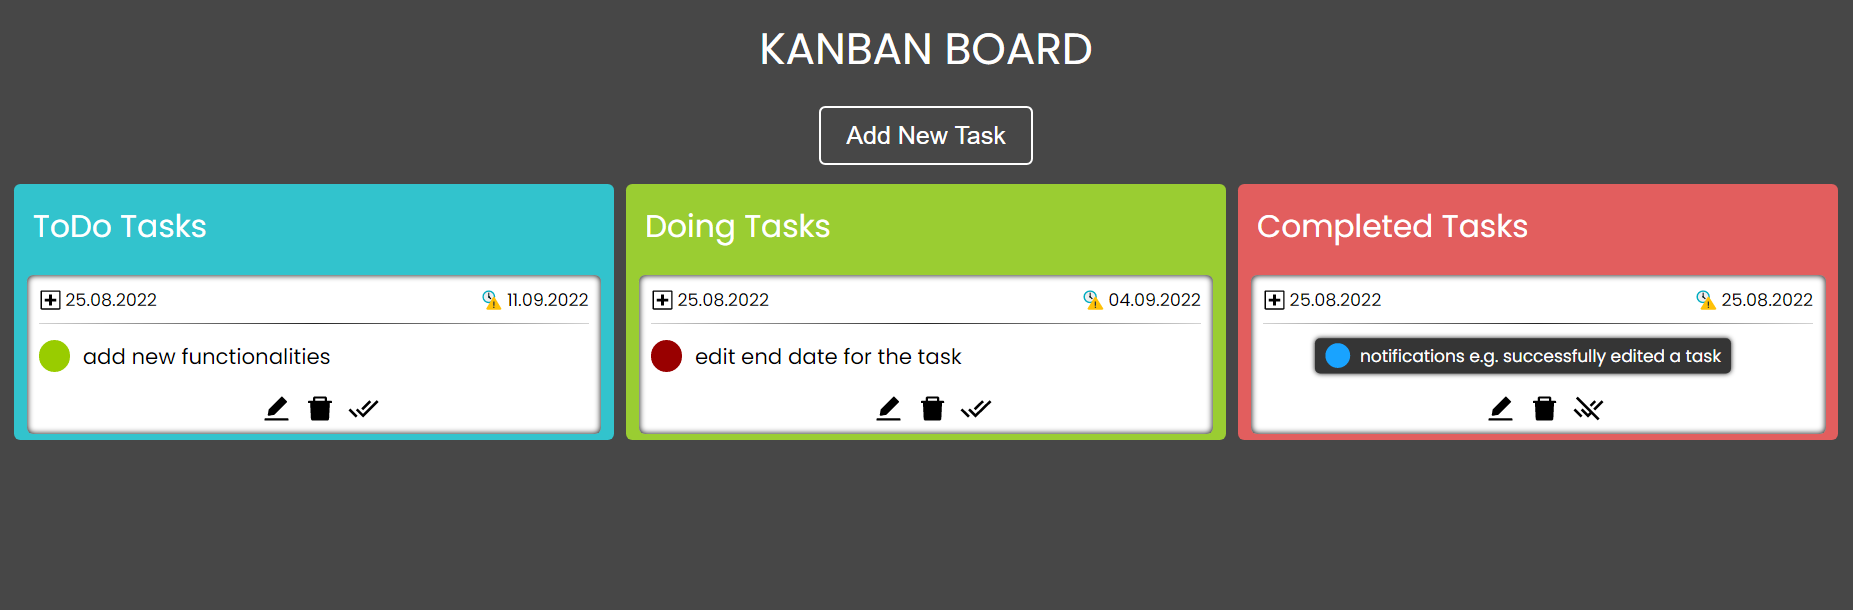 KANBAN BOARD
Add New Task
ToDo Tasks
25.08.2022 11.09.2022
add new functionalities
Doing Tasks
25.08.2022 04.09.2022
edit end date for the task
Completed Tasks
25.08.2022 25.08.2022
notifications e.g. successfully edited a task